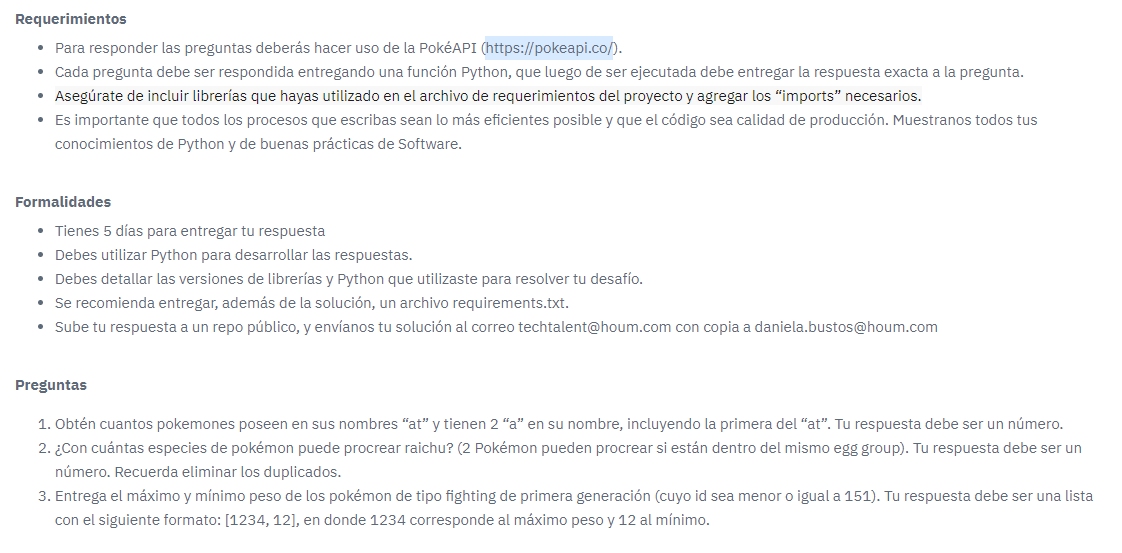 Requerimientos
• Para responder las preguntas deberás hacer uso de la PokéAPI (https://pokeapi.co/).
• Cada pregunta debe ser respondida entregando una función Python, que luego de ser ejecutada debe entregar la respuesta exacta a la pregunta.
• Asegúrate de incluir librerías que hayas utilizado en el archivo de requerimientos del proyecto y agregar los “imports” necesarios.
• Es importante que todos los procesos que escribas sean lo más eficientes posible y que el código sea calidad de producción. Muestranos todos tus
conocimientos de Python y de buenas prácticas de Software.
Formalidades
• Tienes 5 días para entregar tu respuesta
• Debes utilizar Python para desarrollar las respuestas.
• Debes detallar las versiones de librerías y Python que utilizaste para resolver tu desafío.
• Se recomienda entregar, además de la solución, un archivo requirements.txt.
• Sube tu respuesta a un repo público, y envíanos tu solución al correo techtalent@houm.com con copia a daniela.bustos@houm.com
Preguntas
1. Obtén cuantos pokemones poseen en sus nombres “at” y tienen 2 “a” en su nombre, incluyendo la primera del “at”. Tu respuesta debe ser un número.
2. ¿Con cuántas especies de pokémon puede procrear raichu? (2 Pokémon pueden procrear si están dentro del mismo egg group). Tu respuesta debe ser un
número. Recuerda eliminar los duplicados.
3. Entrega el máximo y mínimo peso de los pokémon de tipo fighting de primera generación (cuyo id sea menor o igual a 151). Tu respuesta debe ser una lista
con el siguiente formato: [1234, 12], en donde 1234 corresponde al máximo peso y 12 al mínimo.